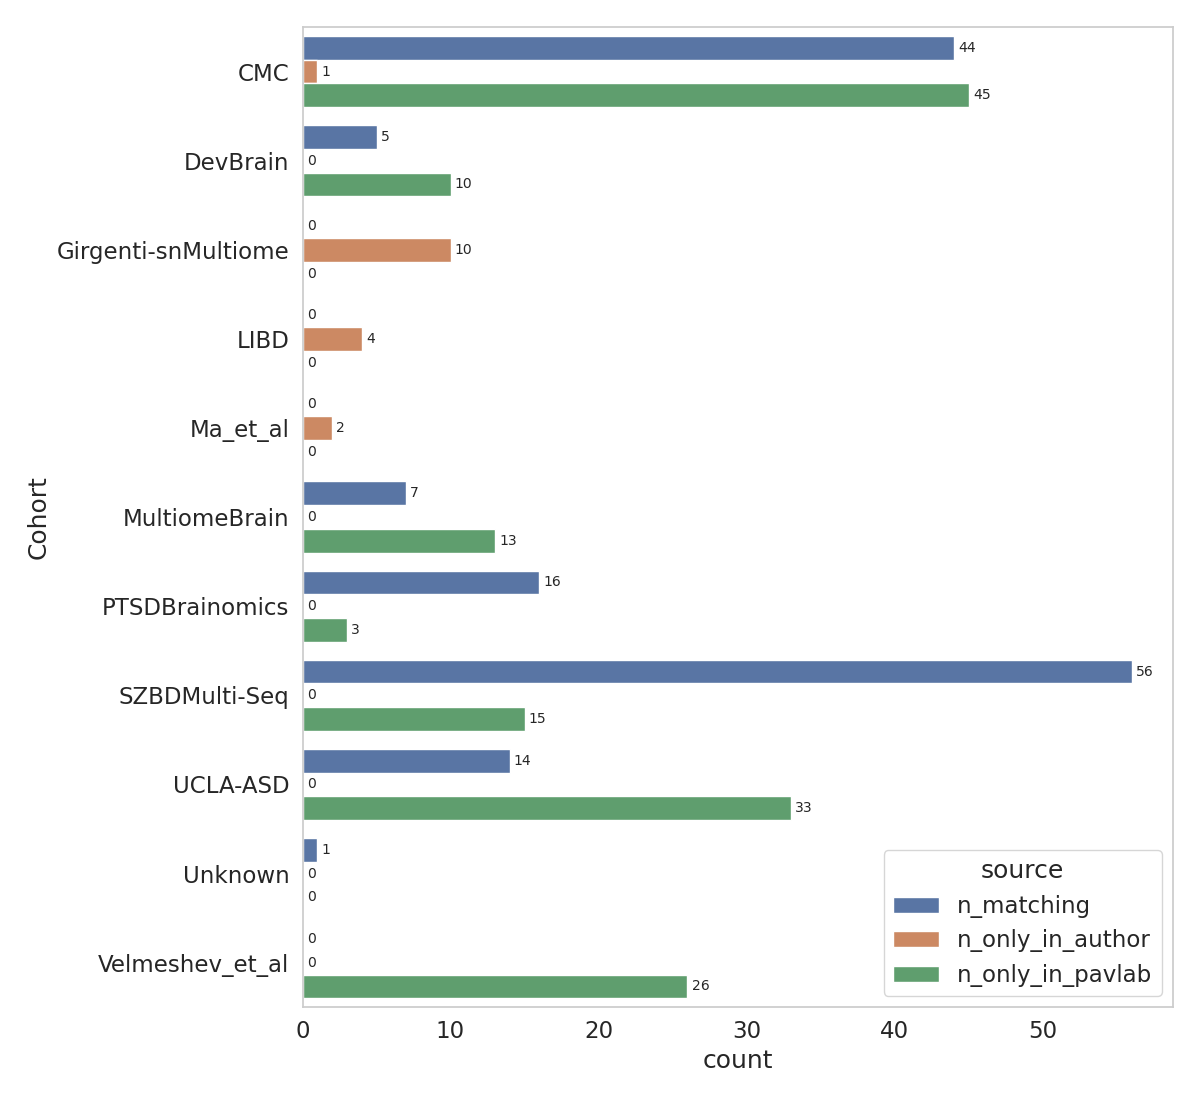 CMC
44
1
45
DevBrain
5
0
10
Girgenti-snMultiome
0
10
0
LIBD
0
4
0
Ma_et_al
0
2
0
MultiomeBrain
7
0
13
PTSDBrainomics
16
0
3
SZBDMulti-Seq
56
0
15
UCLA-ASD
14
0
33
Unknown
1
0
0
Velmeshev_et_al
0
0
26
Cohort
0 10 20 30 40 50
count
source
n_matching
n_only_in_author
n_only_in_pavlab